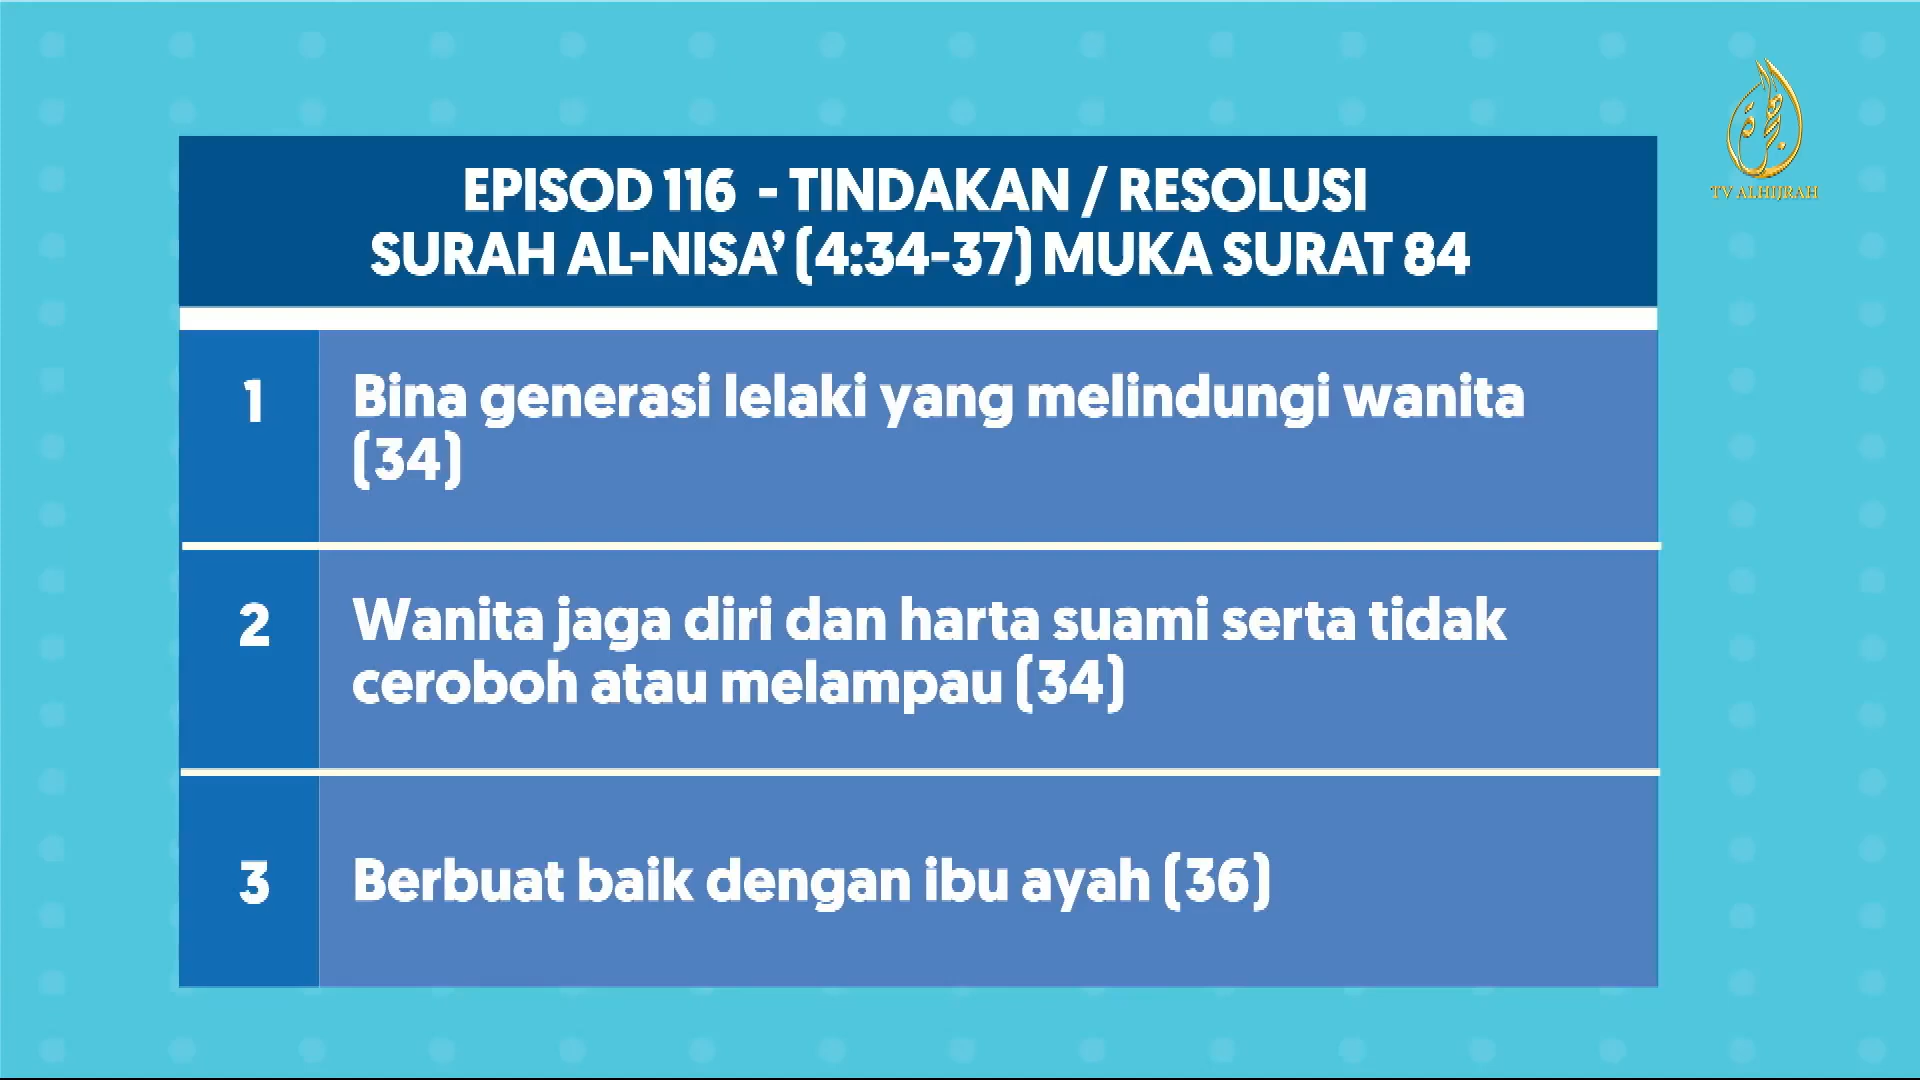 EPISOD 116 - TINDAKAN / RESOLUSI
SURAH AL-NISA’ (4:34-37) MUKA SURAT 84
1
Bina generasi lelaki yang melindungi wanita
(34)
2
Wanita jaga diri dan harta suami serta tidak
ceroboh atau melampau (34)
3
Berbuat baik dengan ibu ayah (36)
TV ALHIJRAH